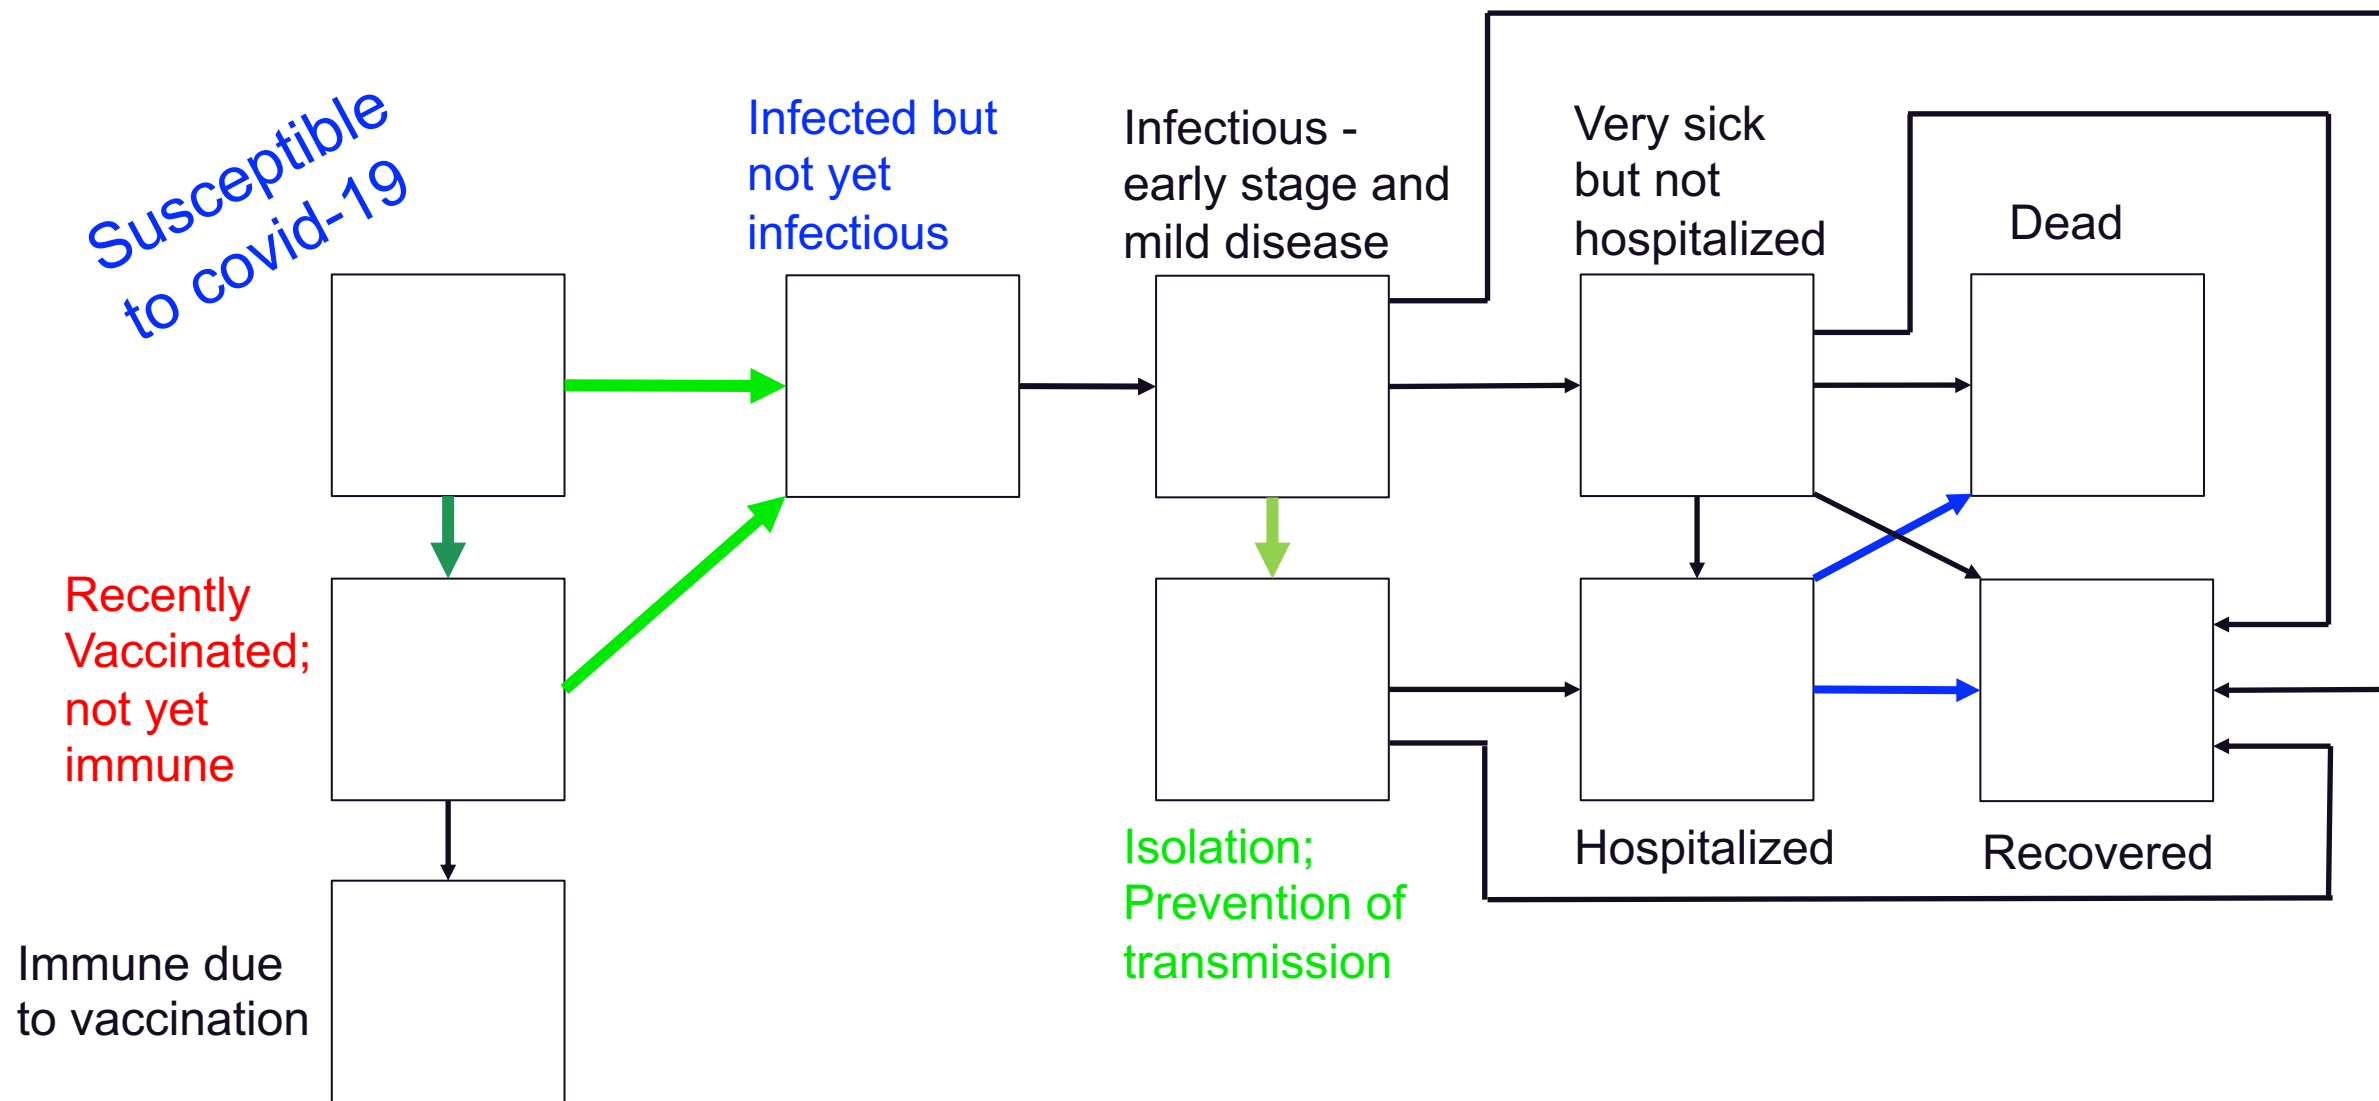 Susceptible
to covid-19
Infected but
not yet
infectious
Infectious -
early stage and
mild disease
Very sick
but not
hospitalized
Dead
Recently
Vaccinated;
not yet
immune
Isolation;
Prevention of
transmission
Hospitalized
Recovered
Immune due
to vaccination